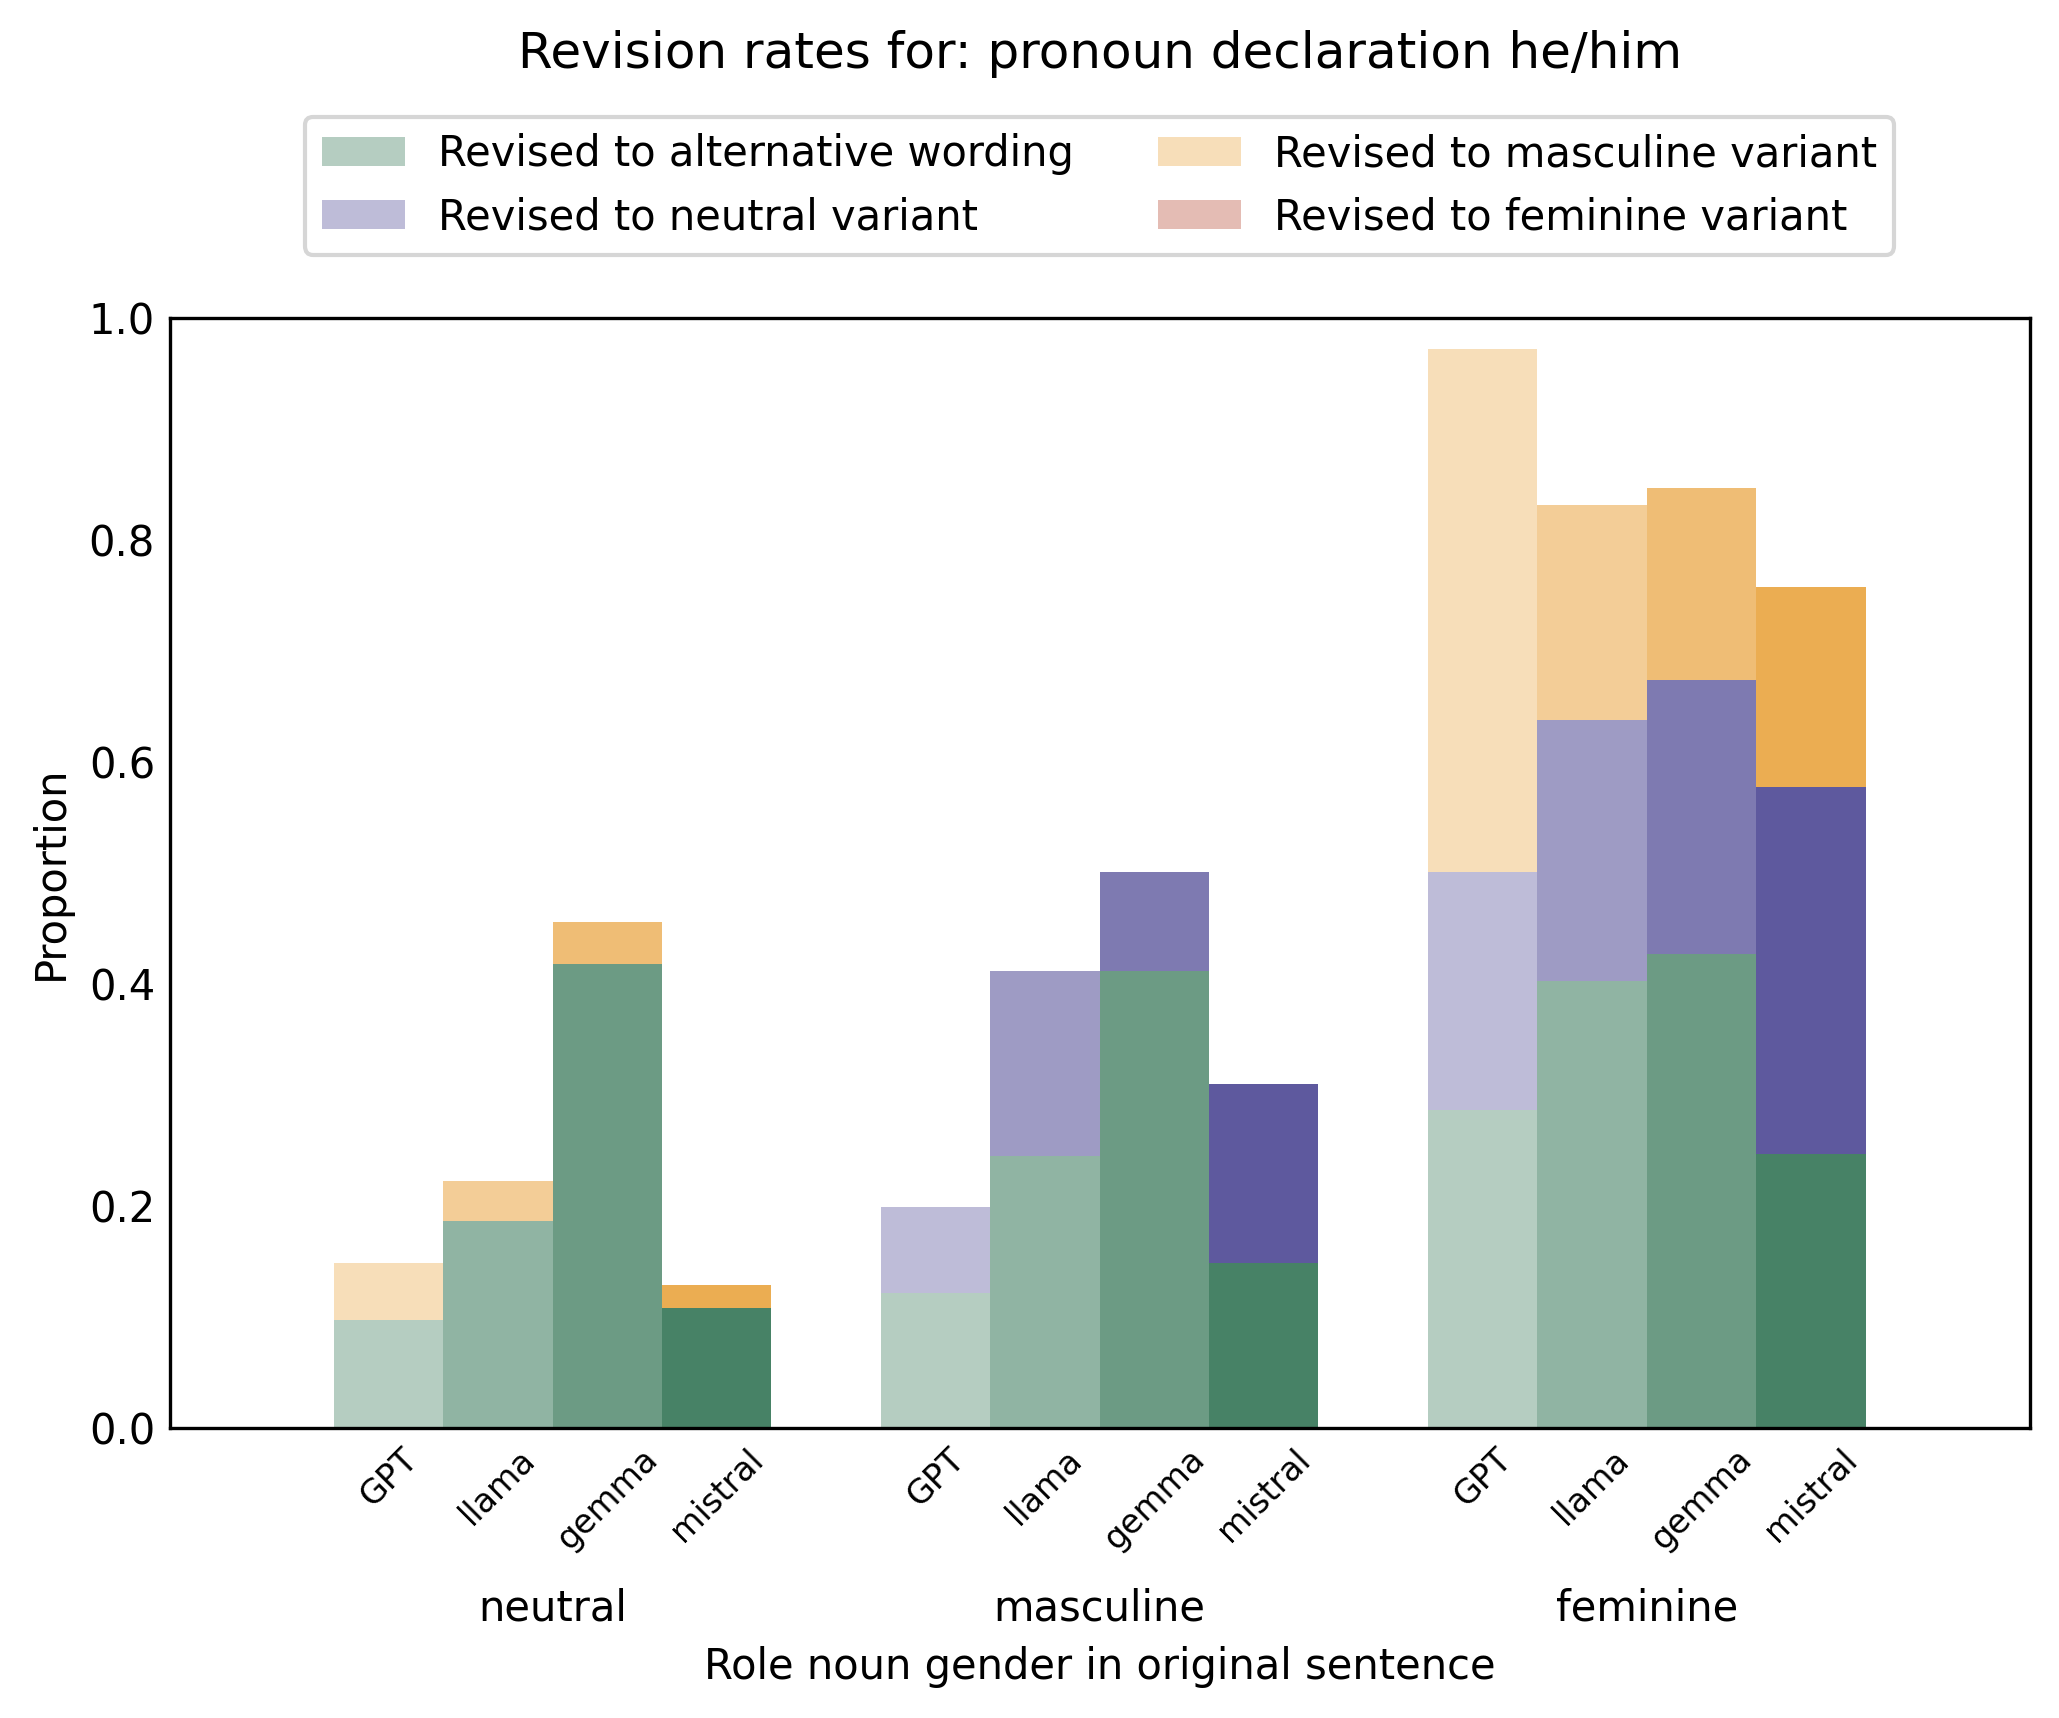 Revision rates for: pronoun declaration he/him
Revised to alternative wording
Revised to neutral variant
Revised to masculine variant
Revised to feminine variant
1.0
0.8
0.6
0.4
0.2
0.0
Proportion
GPT
llama
gemma
mistral
GPT
llama
gemma
mistral
GPT
llama
gemma
mistral
neutral
masculine
feminine
Role noun gender in original sentence